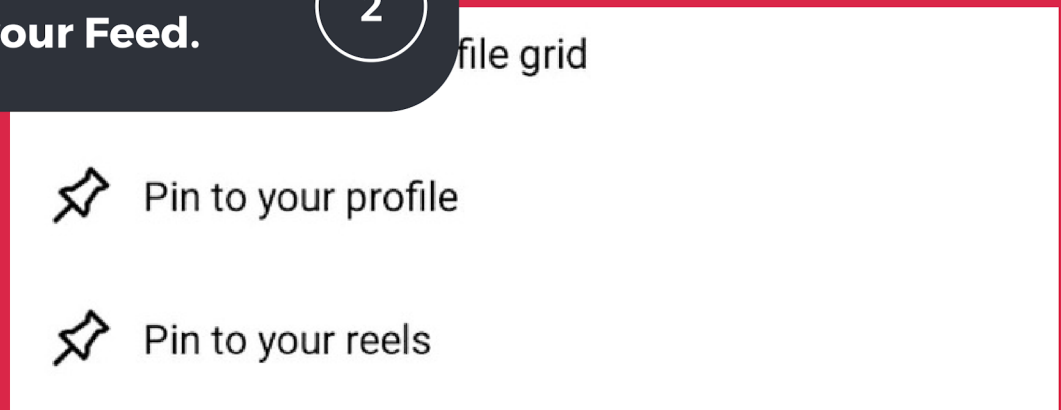 our Feed.
2
file grid
Pin to your profile
Pin to your reels